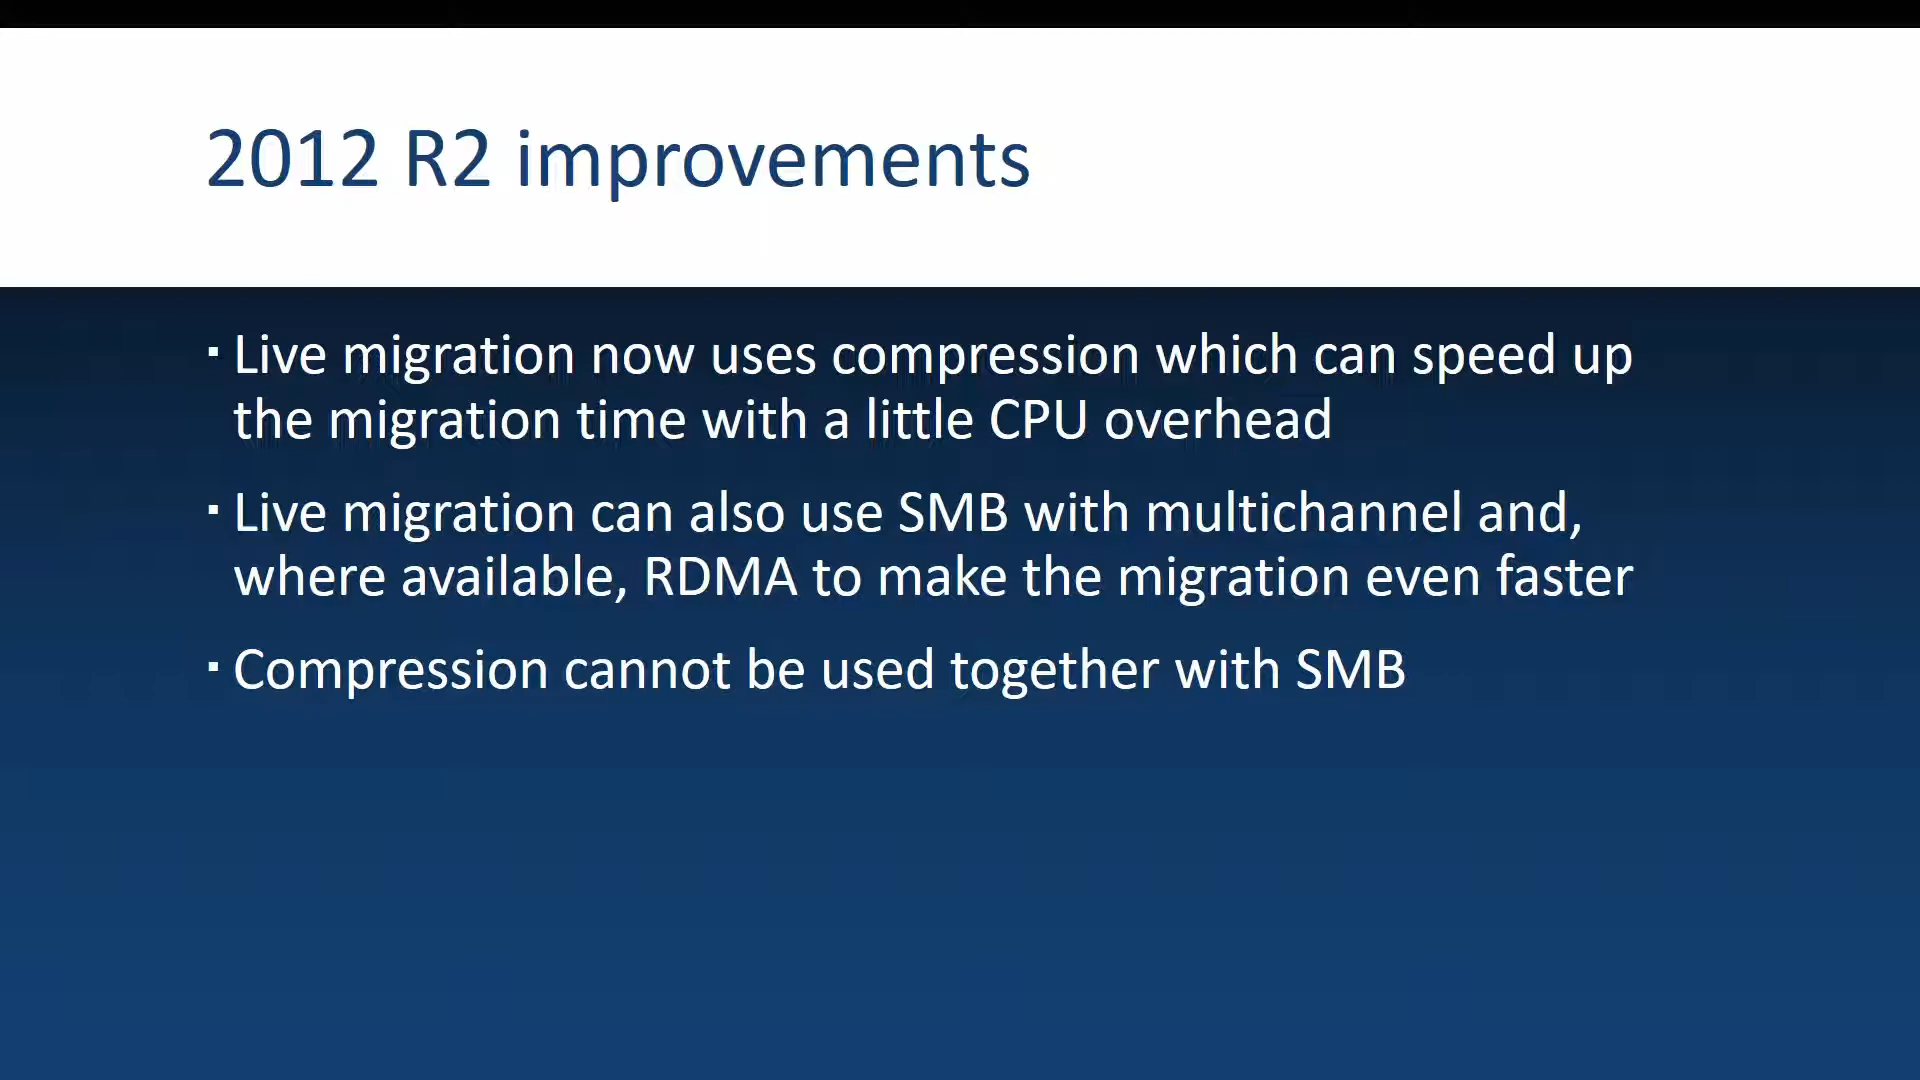 2012 R2 improvements
▪ Live migration now uses compression which can speed up
the migration time with a little CPU overhead
▪ Live migration can also use SMB with multichannel and,
where available, RDMA to make the migration even faster
▪ Compression cannot be used together with SMB